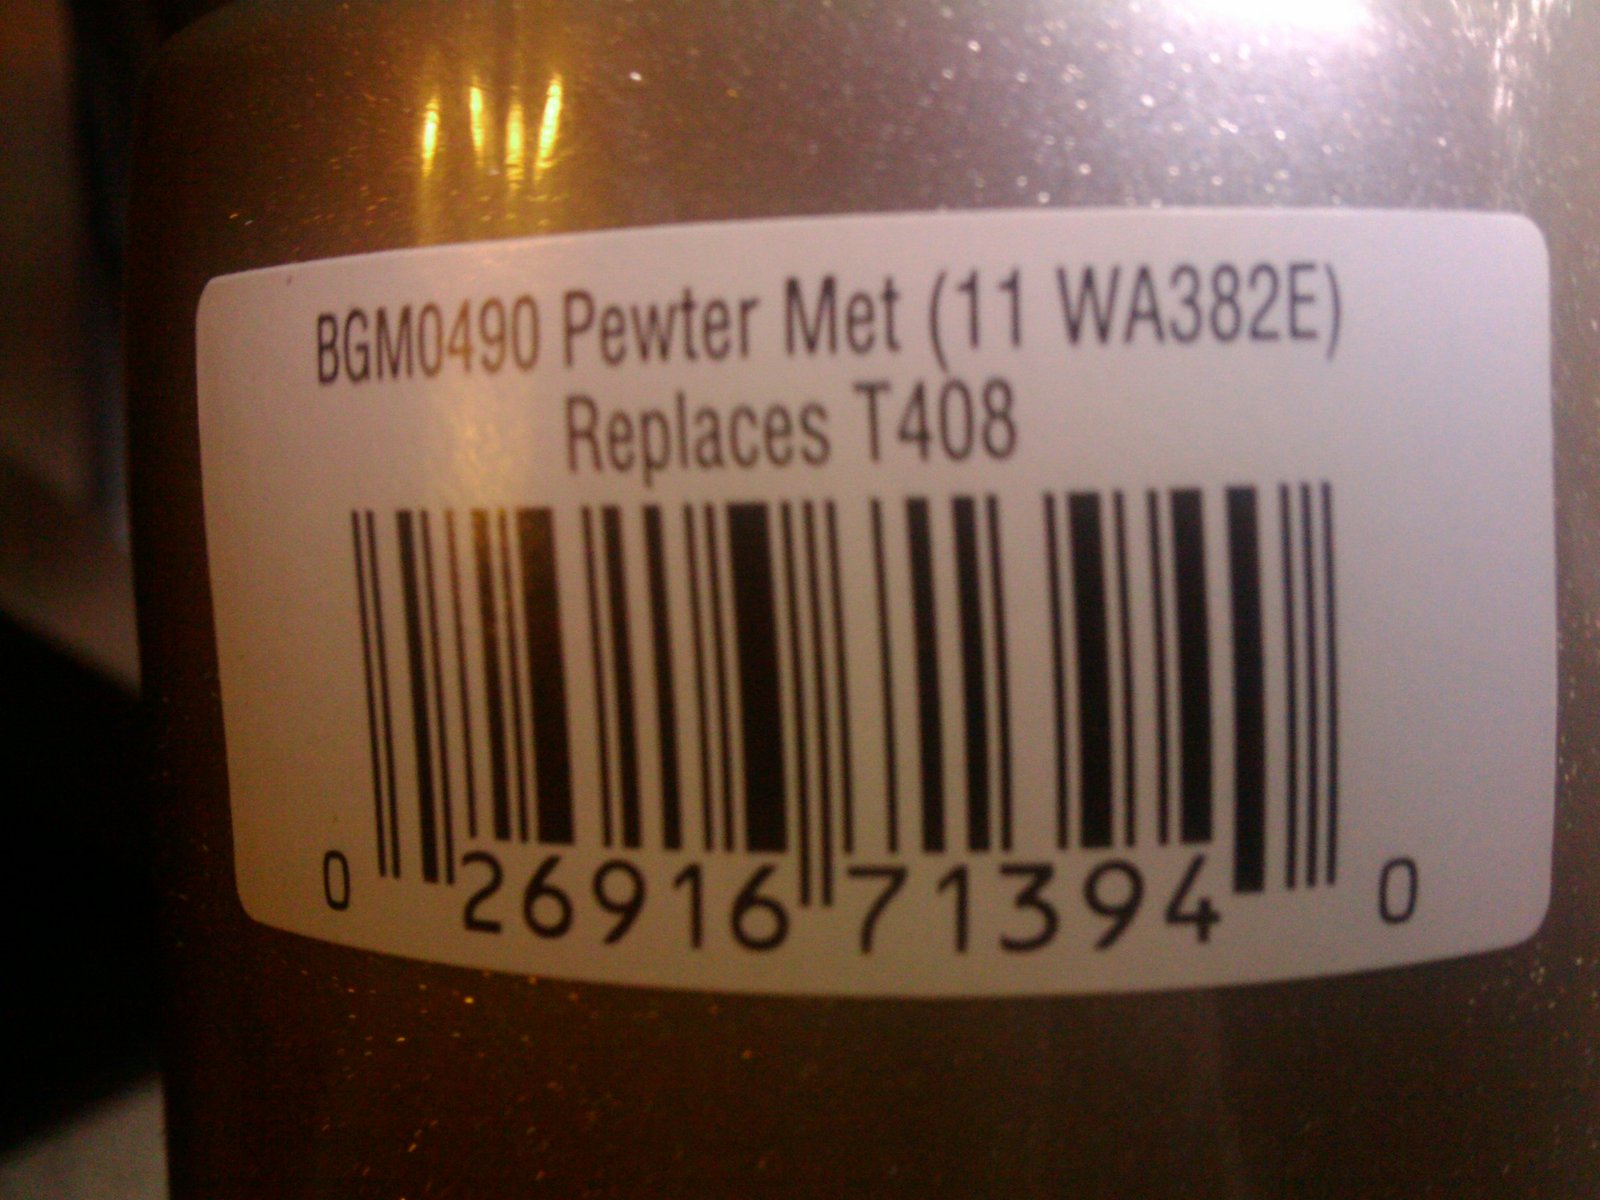 BGM0490 Pewter Met (11 WA382E)
Replaces T408
0 26916 71394 0